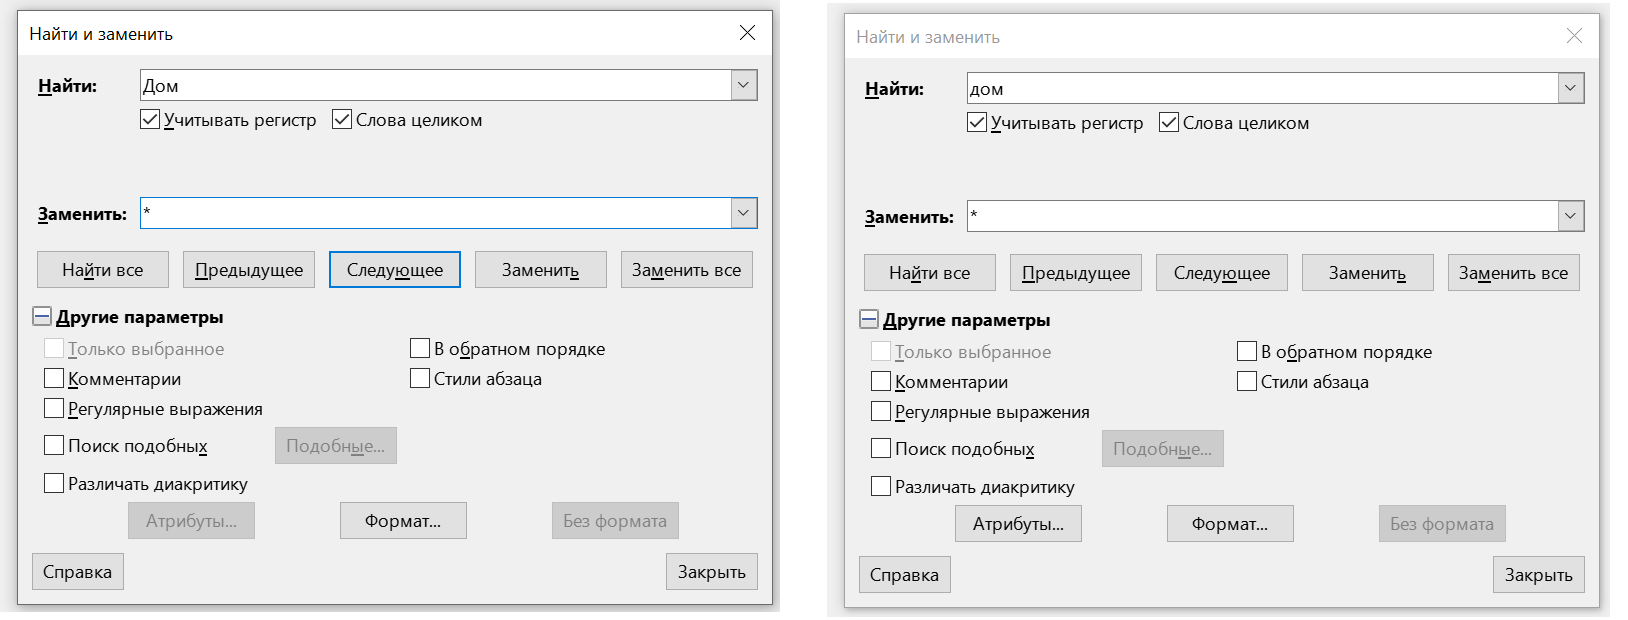 Найти и заменить
Найти: Дом
Учитывать регистр Слова целиком
Заменить: *
Найти все Предыдущее Следующее Заменить Заменить все
Другие параметры
Только выбранное В обратном порядке
Комментарии Стили абзаца
Регулярные выражения
Поиск подобных Подобные...
Различать диакритику
Атрибуты... Формат... Без формата
Справка Закрыть
Найти и заменить
Найти: дом
Учитывать регистр Слова целиком
Заменить: *
Найти все Предыдущее Следующее Заменить Заменить все
Другие параметры
Только выбранное В обратном порядке
Комментарии Стили абзаца
Регулярные выражения
Поиск подобных Подобные...
Различать диакритику
Атрибуты... Формат... Без формата
Справка Закрыть